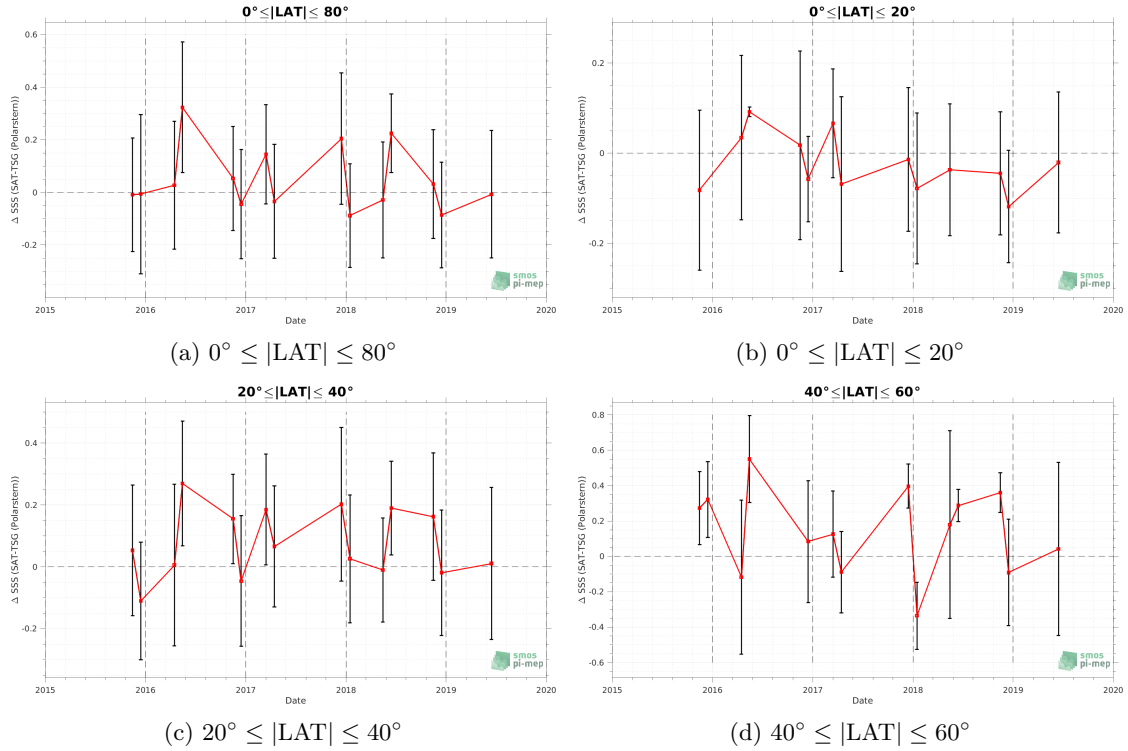 0°≤|LAT|≤ 80°
Δ SSS (SAT-TSG (Polarstern))
0.6
0.4
0.2
0
-0.2
2015
2016
2017
2018
2019
2020
Date
smos
pi-mep
(a) 0° ≤ |LAT| ≤ 80°
0°≤|LAT|≤ 20°
Δ SSS (SAT-TSG (Polarstern))
0.2
0
-0.2
2015
2016
2017
2018
2019
2020
Date
smos
pi-mep
(b) 0° ≤ |LAT| ≤ 20°
20°≤|LAT|≤ 40°
Δ SSS (SAT-TSG (Polarstern))
0.4
0.2
0
-0.2
2015
2016
2017
2018
2019
2020
Date
smos
pi-mep
(c) 20° ≤ |LAT| ≤ 40°
40°≤|LAT|≤ 60°
Δ SSS (SAT-TSG (Polarstern))
0.8
0.6
0.4
0.2
0
-0.2
-0.4
-0.6
2015
2016
2017
2018
2019
2020
Date
smos
pi-mep
(d) 40° ≤ |LAT| ≤ 60°